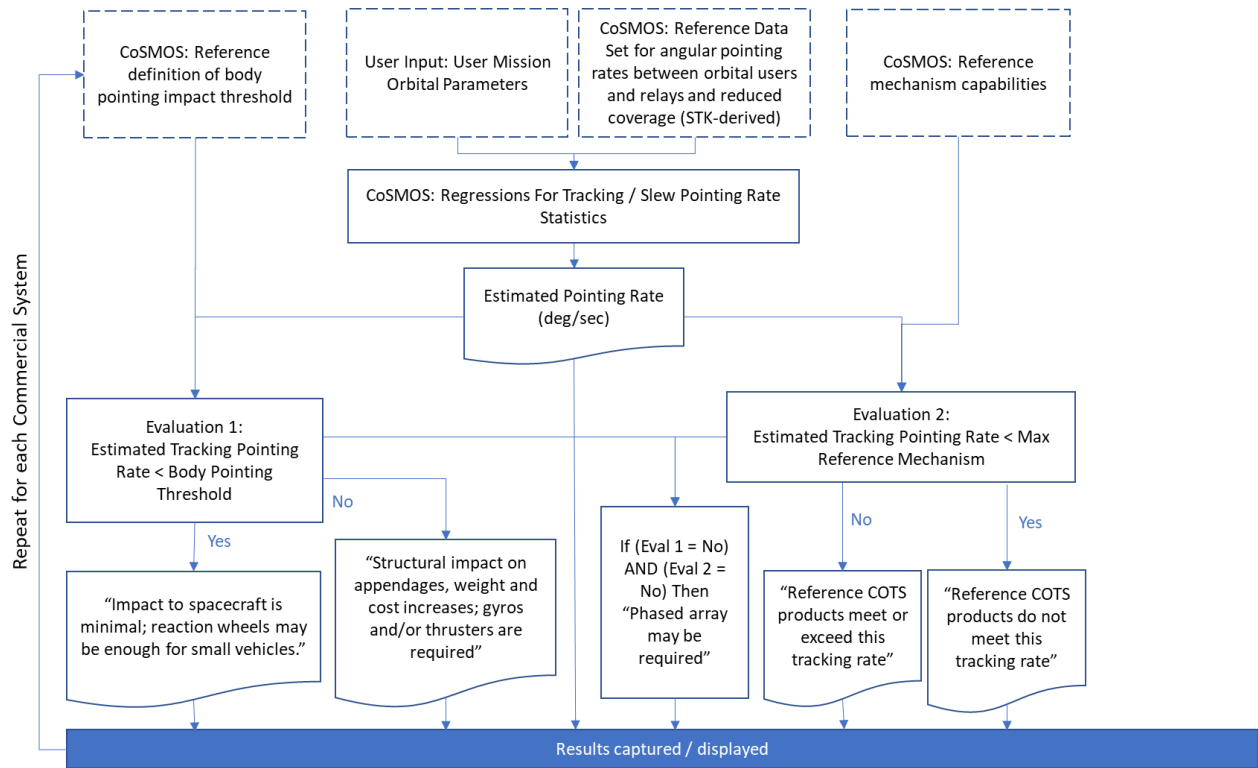 CoSMOS: Reference
definition of body
pointing impact threshold
User Input: User Mission
Orbital Parameters
CoSMOS: Reference Data
Set for angular pointing
rates between orbital users
and relays and reduced
coverage (STK-derived)
CoSMOS: Reference
mechanism capabilities
CoSMOS: Regressions For Tracking / Slew Pointing Rate
Statistics
Estimated Pointing Rate
(deg/sec)
Repeat for each Commercial System
Evaluation 1:
Estimated Tracking Pointing
Rate < Body Pointing
Threshold
Evaluation 2:
Estimated Tracking Pointing Rate < Max
Reference Mechanism
No
Yes
No
Yes
“Impact to spacecraft is
minimal; reaction wheels may
be enough for small vehicles.”
“Structural impact on
appendages, weight and
cost increases; gyros
and/or thrusters are
required”
If (Eval 1 = No)
AND (Eval 2 =
No) Then
“Phased array
may be
required”
“Reference COTS
products meet or
exceed this
tracking rate”
“Reference COTS
products do not
meet this
tracking rate”
Results captured / displayed